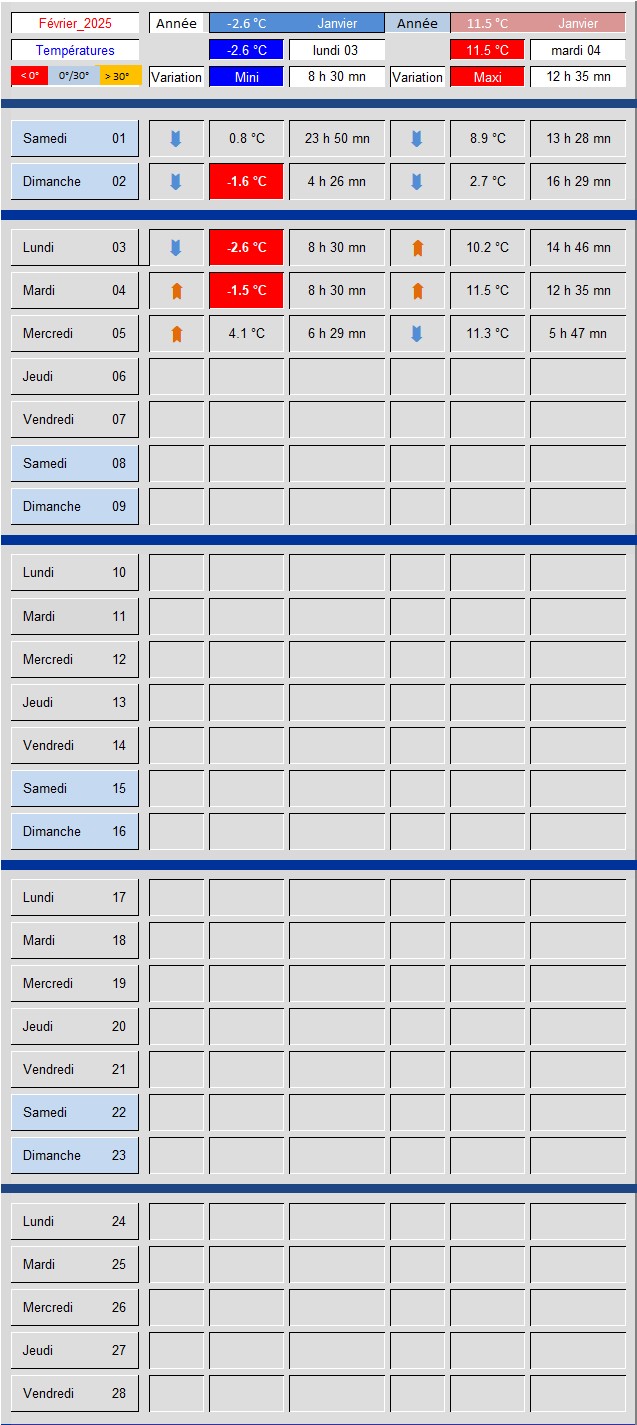 Février_2025 Année -2.6 °C Janvier Année 11.5 °C Janvier
Températures -2.6 °C lundi 03 11.5 °C mardi 04
< 0° 0°/30° > 30° Variation Mini 8 h 30 mn Variation Maxi 12 h 35 mn
Samedi 01 0.8 °C 23 h 50 mn 8.9 °C 13 h 28 mn
Dimanche 02 -1.6 °C 4 h 26 mn 2.7 °C 16 h 29 mn
Lundi 03 -2.6 °C 8 h 30 mn 10.2 °C 14 h 46 mn
Mardi 04 -1.5 °C 8 h 30 mn 11.5 °C 12 h 35 mn
Mercredi 05 4.1 °C 6 h 29 mn 11.3 °C 5 h 47 mn
Jeudi 06
Vendredi 07
Samedi 08
Dimanche 09
Lundi 10
Mardi 11
Mercredi 12
Jeudi 13
Vendredi 14
Samedi 15
Dimanche 16
Lundi 17
Mardi 18
Mercredi 19
Jeudi 20
Vendredi 21
Samedi 22
Dimanche 23
Lundi 24
Mardi 25
Mercredi 26
Jeudi 27
Vendredi 28